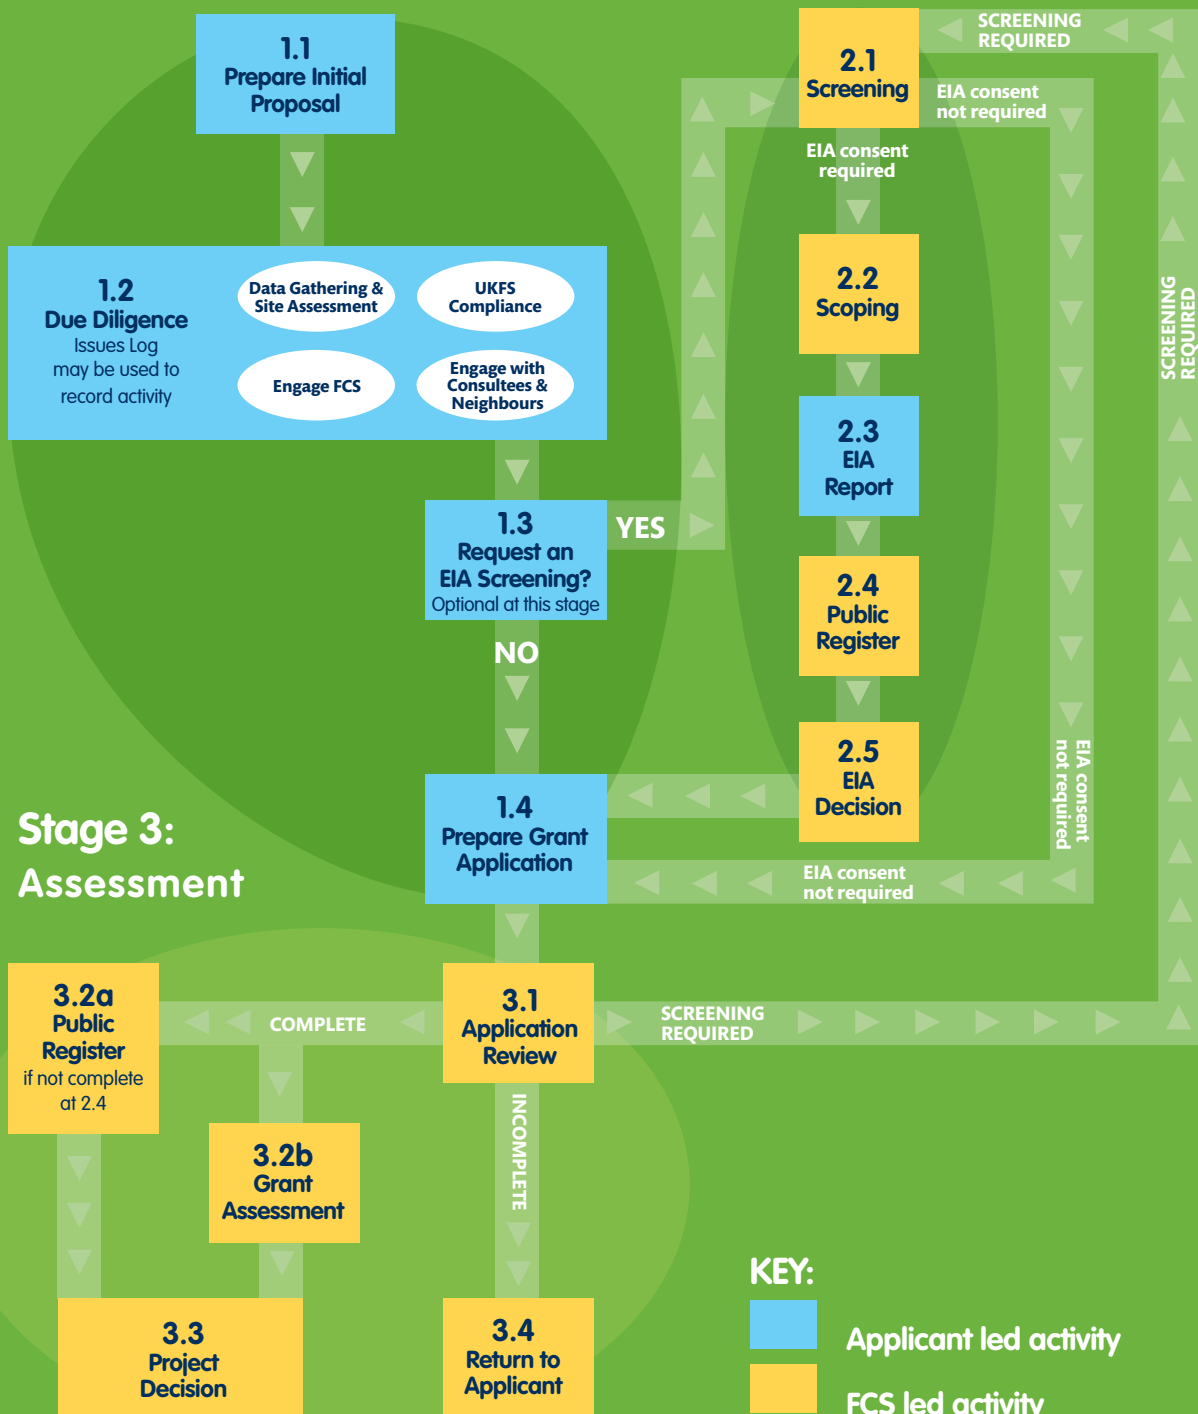 1.1
Prepare Initial
Proposal
1.2
Due Diligence
Issues Log
may be used to
record activity
Data Gathering &
Site Assessment
UKFS
Compliance
Engage FCS
Engage with
Consultees &
Neighbours
1.3
Request an
EIA Screening?
Optional at this stage
YES
NO
1.4
Prepare Grant
Application
2.1
Screening
SCREENING
REQUIRED
EIA consent
not required
EIA consent
required
2.2
Scoping
2.3
EIA
Report
2.4
Public
Register
2.5
EIA
Decision
EIA consent
not required
EIA consent
not required
SCREENING
REQUIRED
Stage 3:
Assessment
3.1
Application
Review
SCREENING
REQUIRED
COMPLETE
INCOMPLETE
3.2a
Public
Register
if not complete
at 2.4
3.2b
Grant
Assessment
3.3
Project
Decision
3.4
Return to
Applicant
KEY:
Applicant led activity
FCS led activity